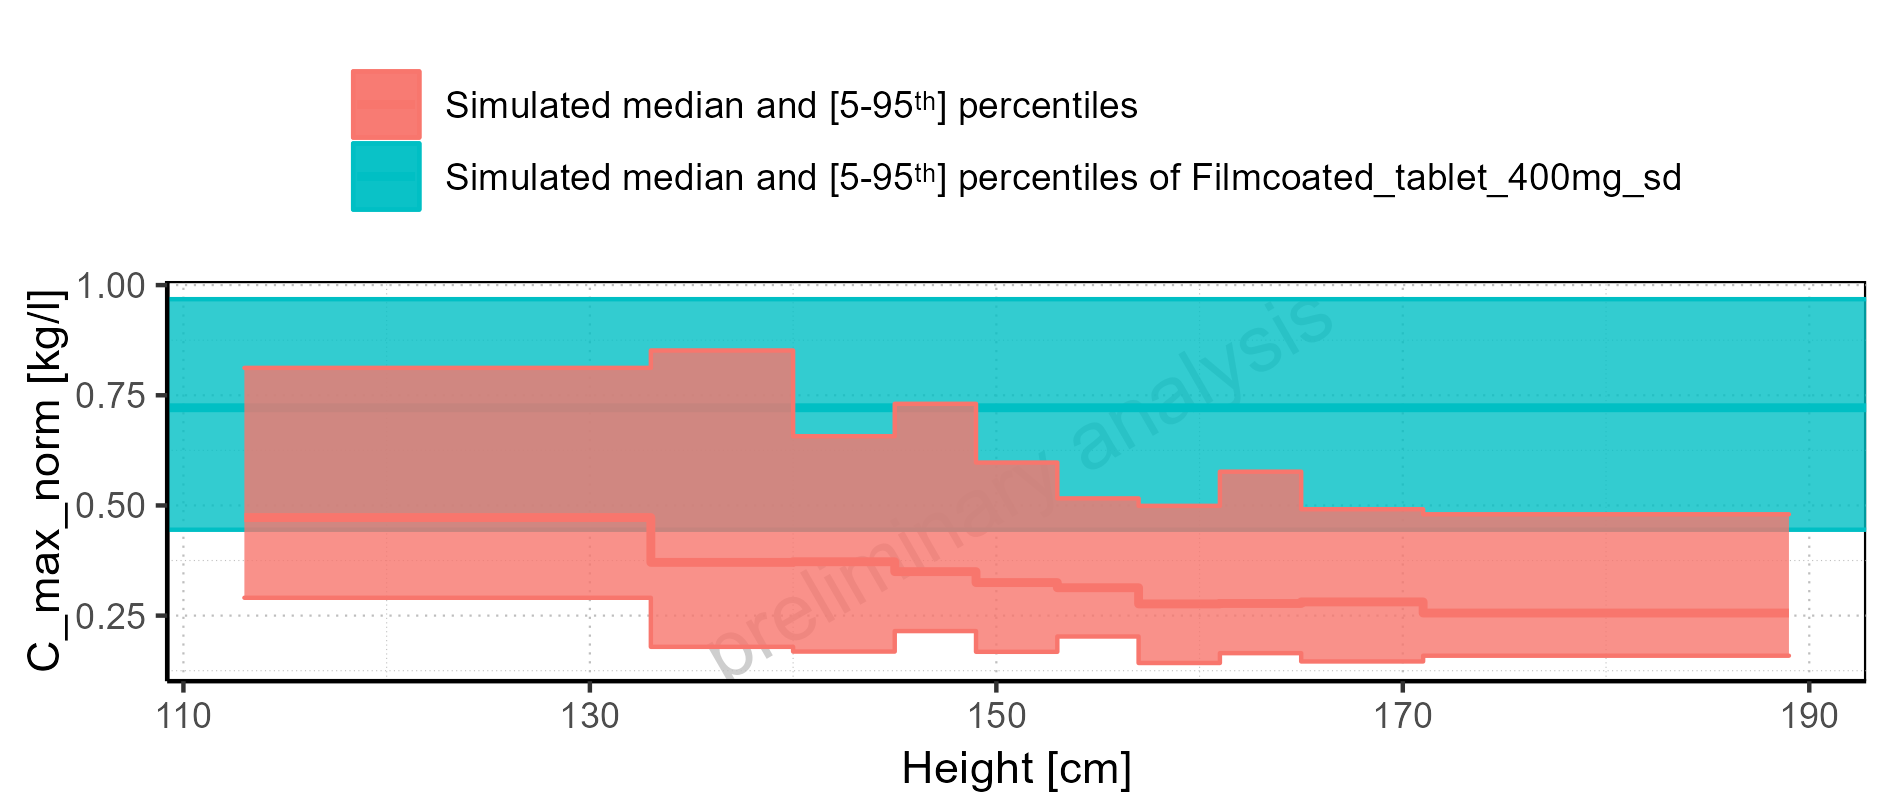 Simulated median and [5-95th] percentiles
Simulated median and [5-95th] percentiles of Filmcoated_tablet_400mg_sd
C_max_norm [kg/l]
1.00
0.75
0.50
0.25
preliminary analysis
110 130 150 170 190
Height [cm]